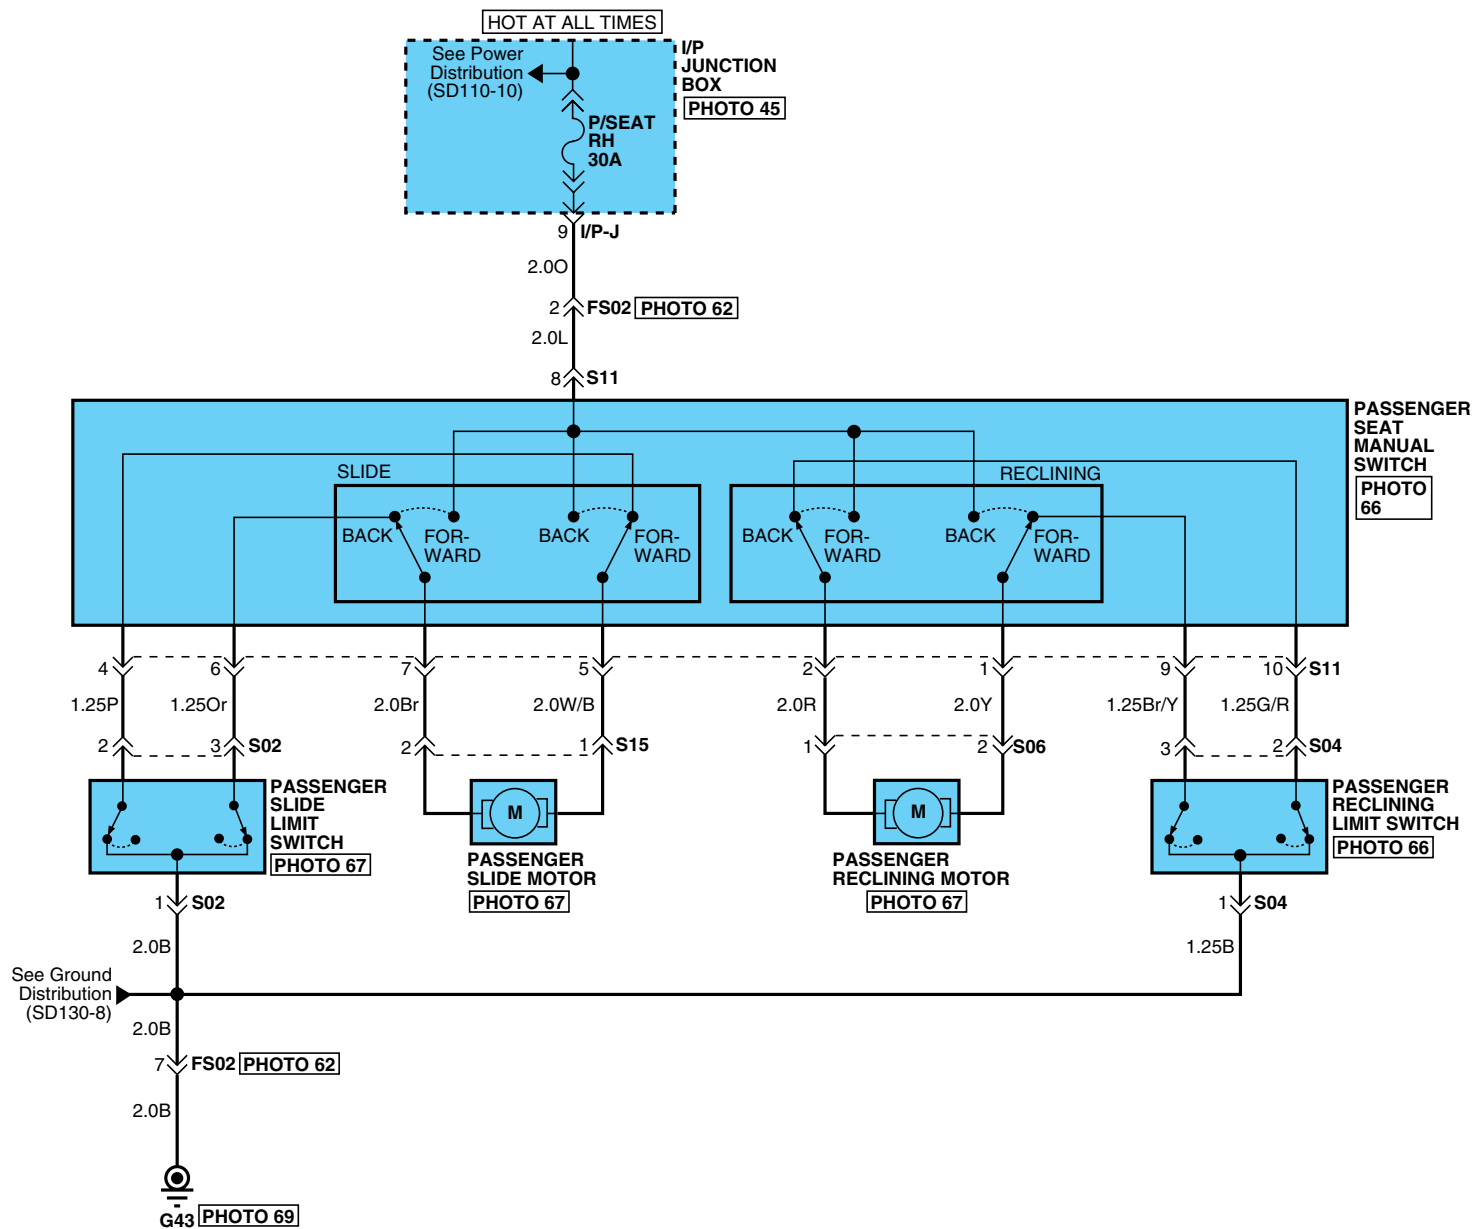 HOT AT ALL TIMES
See Power
Distribution
(SD110-10)
I/P
JUNCTION
BOX
PHOTO 45
P/SEAT
RH
30A
9 I/P-J
2.0O
2 FS02 PHOTO 62
2.0L
8 S11
PASSENGER
SEAT
MANUAL
SWITCH
PHOTO
66
SLIDE
RECLINING
BACK FOR-
WARD
BACK FOR-
WARD
BACK FOR-
WARD
BACK FOR-
WARD
4 6 7 5 2 1 9 10 S11
1.25P 1.25Or 2.0Br 2.0W/B 2.0R 2.0Y 1.25Br/Y 1.25G/R
2 3 S02 2 1 S15 1 2 S06 3 2 S04
PASSENGER
SLIDE
LIMIT
SWITCH
PHOTO 67
M
PASSENGER
SLIDE MOTOR
PHOTO 67
M
PASSENGER
RECLINING MOTOR
PHOTO 67
PASSENGER
RECLINING
LIMIT SWITCH
PHOTO 66
1 S02
1 S04
2.0B
1.25B
See Ground
Distribution
(SD130-8)
2.0B
7 FS02 PHOTO 62
2.0B
G43 PHOTO 69